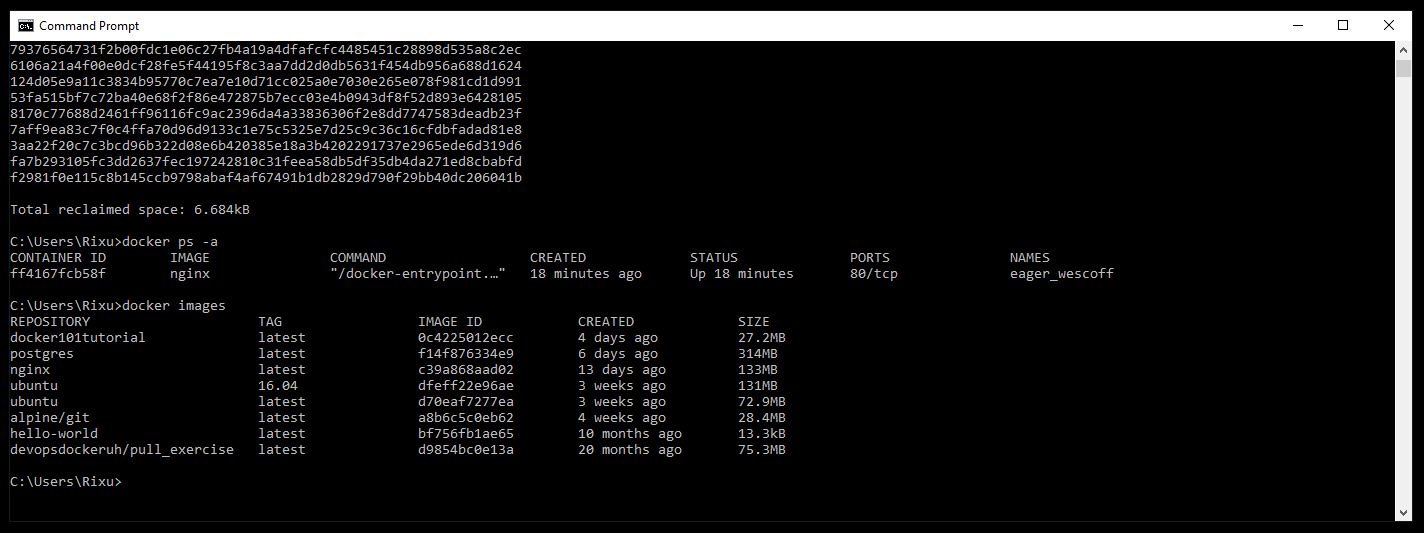 Command Prompt
79376564731f2b00fdc1e06c27fb4a19a4dfafcfc4485451c28898d535a8c2ec
6106a21a4f00e0dcf28fe5f44195f8c3aa7dd2d0db5631f454db956a688d1624
124d05e9a11c3834b95770c7ea7e10d71cc025a0e7030e265e078f981cd1d991
53fa515bf7c72ba40e68f2f86e472875b7ecc03e4b0943df8f52d893e6428105
8170c77688d2461ff96116fc9ac2396da4a33836306f2e8dd7747583deadb23f
7aff9ea83c7f0c4ffa70d96d9133c1e75c5325e7d25c9c36c16cfdbfadad81e8
3aa22f20c7c3bcd96b322d08e6b420385e18a3b4202291737e2965ede6d319d6
fa7b293105fc3dd2637fec197242810c31feea58db5df35db4da271ed8cbabfd
f2981f0e115c8b145ccb9798abaf4af67491b1db2829d790f29bb40dc206041b
Total reclaimed space: 6.684kB
C:\Users\Rixu>docker ps -a
CONTAINER ID IMAGE COMMAND CREATED STATUS PORTS NAMES
ff4167fcb58f nginx "/docker-entrypoint.…" 18 minutes ago Up 18 minutes 80/tcp eager_wescoff
C:\Users\Rixu>docker images
REPOSITORY TAG IMAGE ID CREATED SIZE
docker101tutorial latest 0c4225012ecc 4 days ago 27.2MB
postgres latest f14f876334e9 6 days ago 314MB
nginx latest c39a868aad02 13 days ago 133MB
ubuntu 16.04 dfeff22e96ae 3 weeks ago 131MB
ubuntu latest d70eaf7277ea 3 weeks ago 72.9MB
alpine/git latest a8b6c5c0eb62 4 weeks ago 28.4MB
hello-world latest bf756fb1ae65 10 months ago 13.3kB
devopsdockeruh/pull_exercise latest d9854bc0e13a 20 months ago 75.3MB
C:\Users\Rixu>